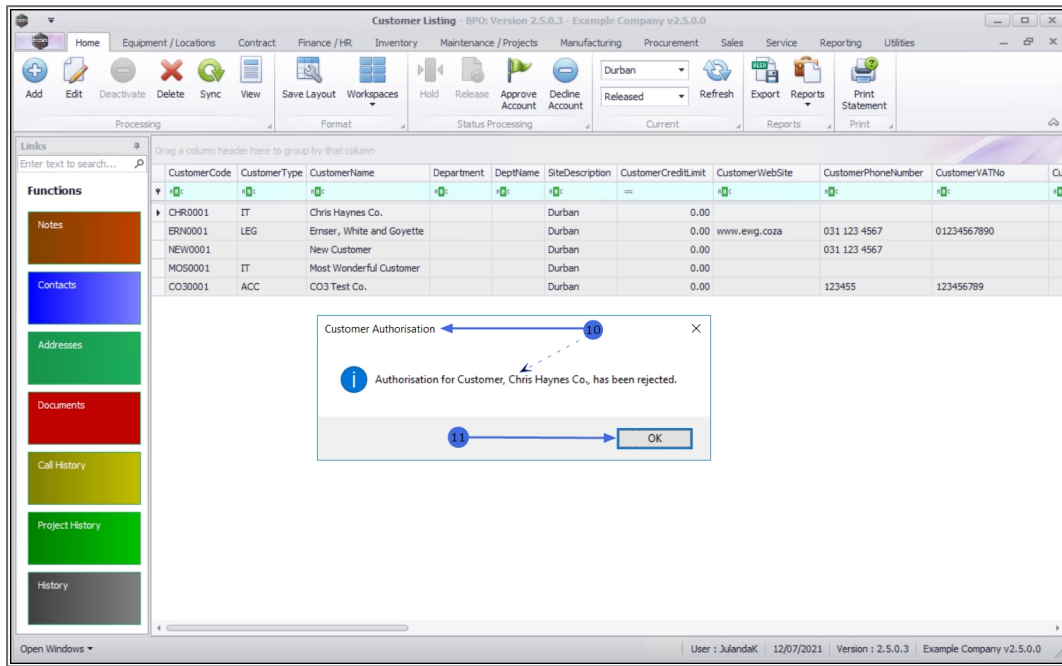 Customer Listing - BPO: Version 2.5.0.3 - Example Company v2.5.0.0
Home Equipment / Locations Contract Finance / HR Inventory Maintenance / Projects Manufacturing Procurement Sales Service Reporting Utilities
Add Edit Deactivate Delete Sync View Save Layout Workspaces Hold Release Approve Account Decline Account Durban Released Refresh Export Reports Print Statement
Processing Format Status Processing Current Reports Print
Links
Enter text to search...
Drag a column header here to group by that column
CustomerCode CustomerType CustomerName Department DeptName SiteDescription CustomerCreditLimit CustomerWebSite CustomerPhoneNumber CustomerVATNo Cu
Functions
CHR0001 IT Chris Haynes Co. Durban 0.00
ERN0001 LEG Ernser, White and Goyette Durban 0.00 www.ewg.coza 031 123 4567 01234567890
NEW0001 New Customer Durban 0.00 031 123 4567
MOS0001 IT Most Wonderful Customer Durban 0.00
CO30001 ACC CO3 Test Co. Durban 0.00 123455 123456789
Notes
Contacts
Addresses
Documents
Call History
Project History
History
Customer Authorisation 10
Authorisation for Customer, Chris Haynes Co., has been rejected.
11 OK
Open Windows User : JulandaK 12/07/2021 Version : 2.5.0.3 Example Company v2.5.0.0